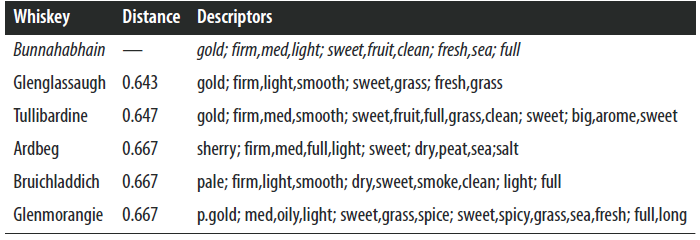 Whiskey Distance Descriptors
Bunnahabhain — gold; firm,med,light; sweet,fruit,clean; fresh,sea; full
Glenglassaugh 0.643 gold; firm,light,smooth; sweet,grass; fresh,grass
Tullibardine 0.647 gold; firm,med,smooth; sweet,fruit,full,grass,clean; sweet; big,arome,sweet
Ardbeg 0.667 sherry; firm,med,full,light; sweet; dry,peat,sea;salt
Bruichladdich 0.667 pale; firm,light,smooth; dry,sweet,smoke,clean; light; full
Glenmorangie 0.667 p.gold; med,oily,light; sweet,grass,spice; sweet,spicy,grass,sea,fresh; full,long